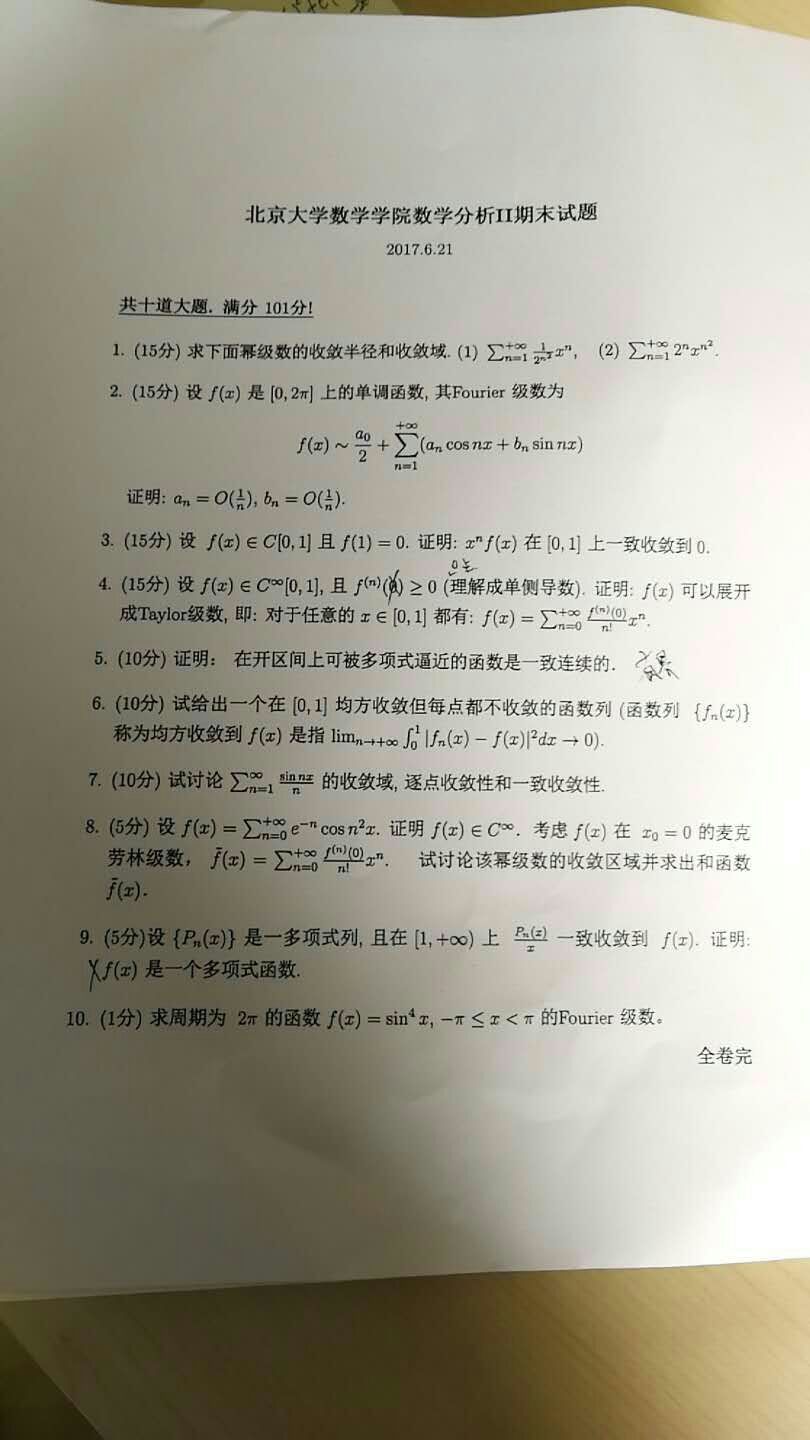 北京大学数学学院数学分析II期末试题
2017.6.21
共十道大题. 满分 101分!
1. (15分) 求下面幂级数的收敛半径和收敛域. (1) $\sum_{n=1}^{+\infty} \frac{1}{2^{n^2}} x^n$, (2) $\sum_{n=1}^{+\infty} 2^n x^{n^2}$.
2. (15分) 设 $f(x)$ 是 $[0, 2\pi]$ 上的单调函数, 其Fourier 级数为
$f(x) \sim \frac{a_0}{2} + \sum_{n=1}^{+\infty} (a_n \cos nx + b_n \sin nx)$
证明: $a_n = O(\frac{1}{n})$, $b_n = O(\frac{1}{n})$.
3. (15分) 设 $f(x) \in C[0,1]$ 且 $f(1) = 0$. 证明: $x^n f(x)$ 在 $[0,1]$ 上一致收敛到 0.
4. (15分) 设 $f(x) \in C^\infty[0,1]$, 且 $f^{(n)}(0) \geq 0$ (理解成单侧导数). 证明: $f(x)$ 可以展开
成Taylor级数, 即: 对于任意的 $x \in [0,1]$ 都有: $f(x) = \sum_{n=0}^{+\infty} \frac{f^{(n)}(0)}{n!} x^n$.
5. (10分) 证明: 在开区间上可被多项式逼近的函数是一致连续的.
6. (10分) 试给出一个在 $[0,1]$ 均方收敛但每点都不收敛的函数列 (函数列 $\{f_n(x)\}$
称为均方收敛到 $f(x)$ 是指 $\lim_{n \to +\infty} \int_0^1 |f_n(x) - f(x)|^2 dx \to 0$).
7. (10分) 试讨论 $\sum_{n=1}^{\infty} \frac{\sin nx}{n}$ 的收敛域, 逐点收敛性和一致收敛性.
8. (5分) 设 $f(x) = \sum_{n=0}^{+\infty} e^{-n} \cos n^2 x$. 证明 $f(x) \in C^\infty$. 考虑 $f(x)$ 在 $x_0 = 0$ 的麦克
劳林级数, $\bar{f}(x) = \sum_{n=0}^{+\infty} \frac{f^{(n)}(0)}{n!} x^n$. 试讨论该幂级数的收敛区域并求出和函数
$\bar{f}(x)$.
9. (5分)设 $\{P_n(x)\}$ 是一多项式列, 且在 $[1, +\infty)$ 上 $\frac{P_n(x)}{x}$ 一致收敛到 $f(x)$. 证明:
$xf(x)$ 是一个多项式函数.
10. (1分) 求周期为 $2\pi$ 的函数 $f(x) = \sin^4 x$, $-\pi \leq x < \pi$ 的Fourier 级数。
全卷完